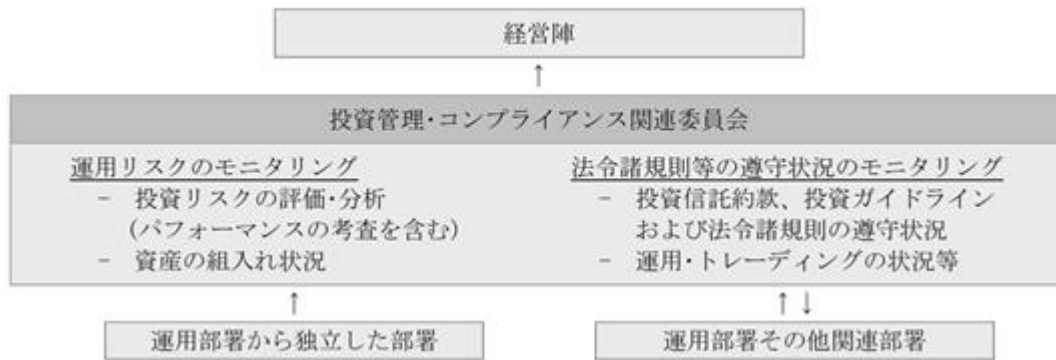 経営陣
↑
投資管理・コンプライアンス関連委員会
運用リスクのモニタリング
- 投資リスクの評価・分析
(パフォーマンスの考査を含む)
- 資産の組入れ状況
法令諸規則等の遵守状況のモニタリング
- 投資信託約款、投資ガイドライン
および法令諸規則の遵守状況
- 運用・トレーディングの状況等
↑
↑↓
運用部署から独立した部署
運用部署その他関連部署